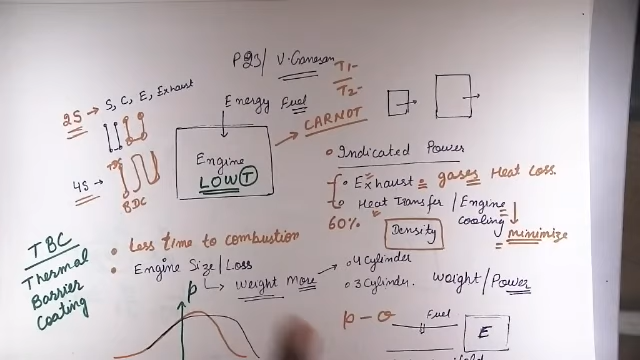 P23/ V. Ganesan
T1-
T2-
2S → S, C, E, Exhaust
Energy Fuel
CARNOT
Engine
LOW T
4S →
TDC
BDC
• Indicated Power
• Exhaust = gases Heat Loss
Heat Transfer / Engine
cooling
60%
Density
minimize
TBC
Thermal
Barrier
Coating
• Less time to combustion
• Engine Size/Loss
Weight More
• 4 cylinder
• 3 cylinder.
Weight/Power
p
p - θ
Fuel
E